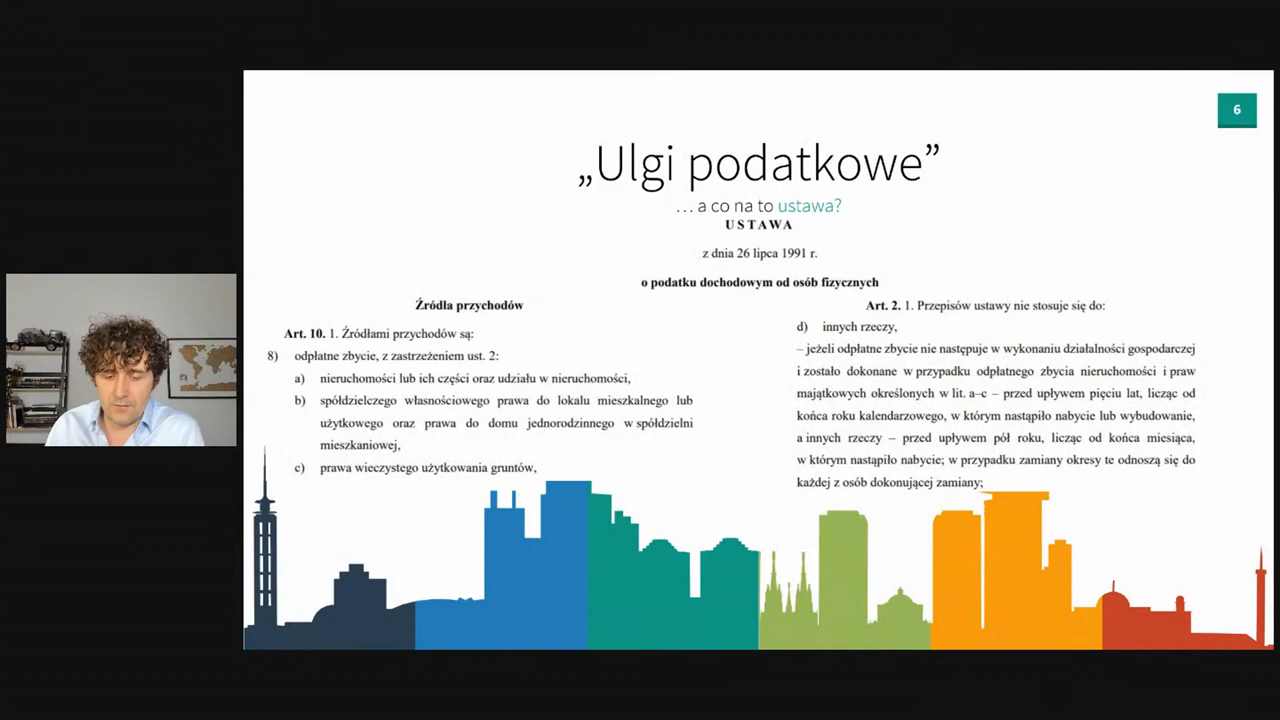 6
„Ulgi podatkowe”
… a co na to ustawa?
USTAWA
z dnia 26 lipca 1991 r.
o podatku dochodowym od osób fizycznych
Źródła przychodów
Art. 10. 1. Źródłami przychodów są:
8) odpłatne zbycie, z zastrzeżeniem ust. 2:
a) nieruchomości lub ich części oraz udziału w nieruchomości,
b) spółdzielczego własnościowego prawa do lokalu mieszkalnego lub
użytkowego oraz prawa do domu jednorodzinnego w spółdzielni
mieszkaniowej,
c) prawa wieczystego użytkowania gruntów,
Art. 2. 1. Przepisów ustawy nie stosuje się do:
d) innych rzeczy,
– jeżeli odpłatne zbycie nie następuje w wykonaniu działalności gospodarczej
i zostało dokonane w przypadku odpłatnego zbycia nieruchomości i praw
majątkowych określonych w lit. a–c – przed upływem pięciu lat, licząc od
końca roku kalendarzowego, w którym nastąpiło nabycie lub wybudowanie,
a innych rzeczy – przed upływem pół roku, licząc od końca miesiąca,
w którym nastąpiło nabycie; w przypadku zamiany okresy te odnoszą się do
każdej z osób dokonującej zamiany;